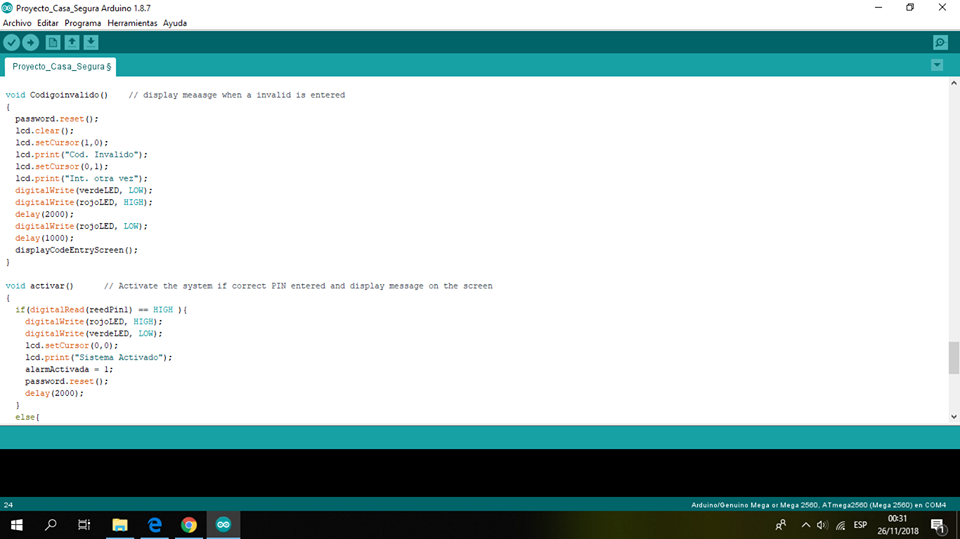 Proyecto_Casa_Segura Arduino 1.8.7
Archivo Editar Programa Herramientas Ayuda
Proyecto_Casa_Segura §
void Codigoinvalido() // display meaasge when a invalid is entered
{
password.reset();
lcd.clear();
lcd.setCursor(1,0);
lcd.print("Cod. Invalido");
lcd.setCursor(0,1);
lcd.print("Int. otra vez");
digitalWrite(verdeLED, LOW);
digitalWrite(rojoLED, HIGH);
delay(2000);
digitalWrite(rojoLED, LOW);
delay(1000);
displayCodeEntryScreen();
}
void activar() // Activate the system if correct PIN entered and display message on the screen
{
if(digitalRead(reedPin1) == HIGH ){
digitalWrite(rojoLED, HIGH);
digitalWrite(verdeLED, LOW);
lcd.setCursor(0,0);
lcd.print("Sistema Activado");
alarmActivada = 1;
password.reset();
delay(2000);
}
else{
24 Arduino/Genuino Mega or Mega 2560, ATmega2560 (Mega 2560) en COM4
ESP
00:31
26/11/2018
1